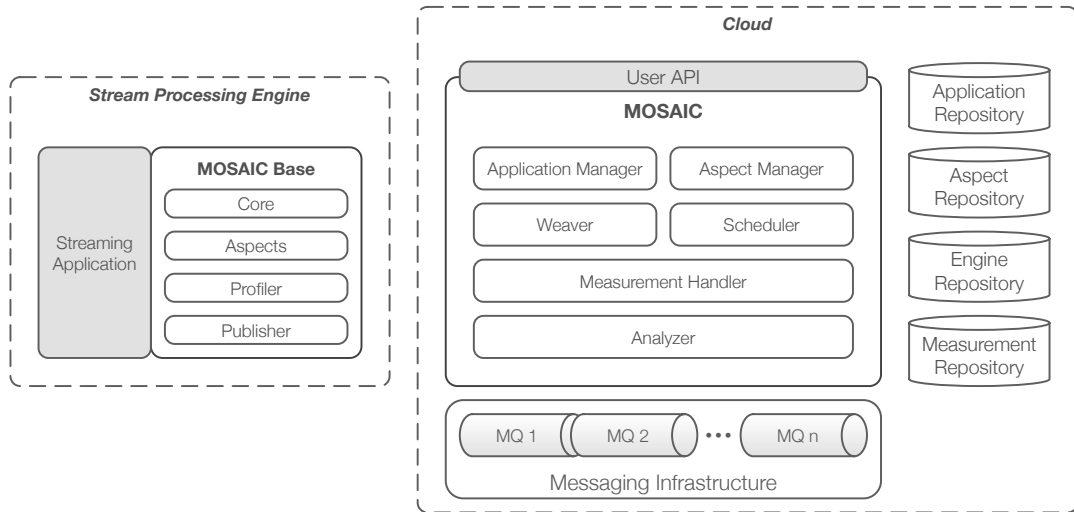 Stream Processing Engine
Streaming
Application
MOSAIC Base
Core
Aspects
Profiler
Publisher
Cloud
User API
MOSAIC
Application Manager
Aspect Manager
Weaver
Scheduler
Measurement Handler
Analyzer
MQ 1
MQ 2
•••
MQ n
Messaging Infrastructure
Application
Repository
Aspect
Repository
Engine
Repository
Measurement
Repository